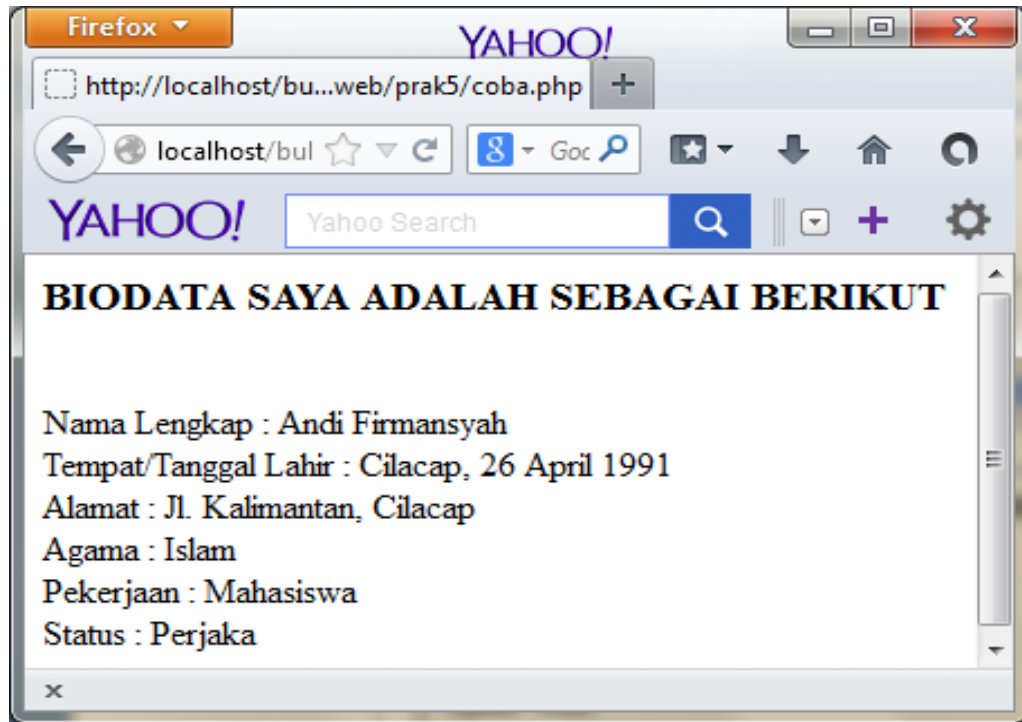 Firefox
YAHOO!
http://localhost/bu...web/prak5/coba.php
localhost/bul
8
Goc
YAHOO!
Yahoo Search
BIODATA SAYA ADALAH SEBAGAI BERIKUT
Nama Lengkap : Andi Firmansyah
Tempat/Tanggal Lahir : Cilacap, 26 April 1991
Alamat : Jl. Kalimantan, Cilacap
Agama : Islam
Pekerjaan : Mahasiswa
Status : Perjaka